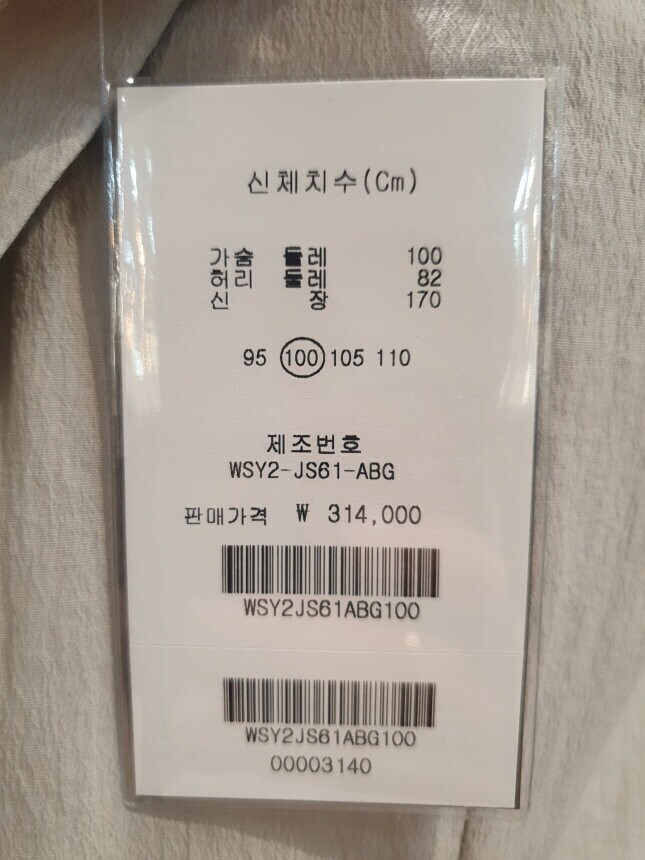 신체치수(Cm)
가슴 둘레 100
허리 둘레 82
신 장 170
95 100 105 110
제조번호
WSY2-JS61-ABG
판매가격 ₩ 314,000
WSY2JS61ABG100
WSY2JS61ABG100
00003140